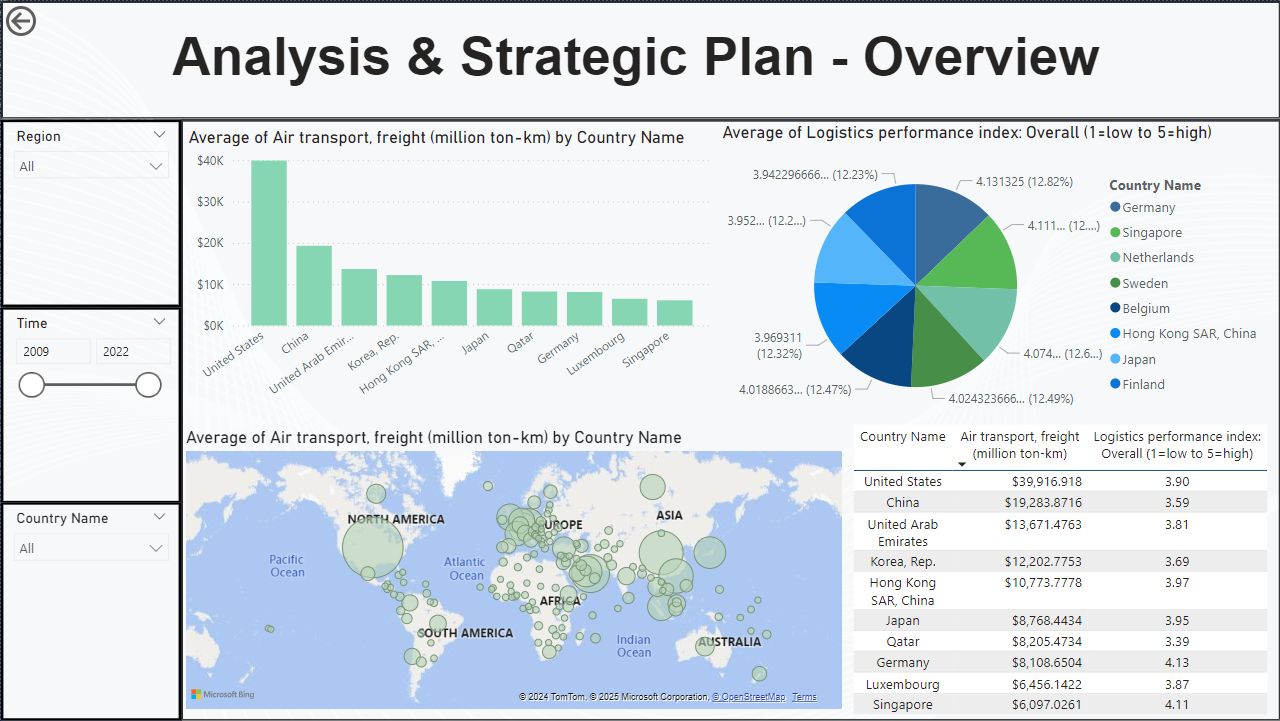 Analysis & Strategic Plan - Overview
Region
All
Time
2009 2022
Country Name
All
Average of Air transport, freight (million ton-km) by Country Name
$40K
$30K
$20K
$10K
$0K
United States
China
United Arab Emir...
Korea, Rep.
Hong Kong SAR, ...
Japan
Qatar
Germany
Luxembourg
Singapore
Average of Logistics performance index: Overall (1=low to 5=high)
4.131325 (12.82%)
4.111... (12....)
4.074... (12.6...)
4.024323666... (12.49%)
4.0188663... (12.47%)
3.969311
(12.32%)
3.952... (12.2...)
3.942296666... (12.23%)
Country Name
Germany
Singapore
Netherlands
Sweden
Belgium
Hong Kong SAR, China
Japan
Finland
Average of Air transport, freight (million ton-km) by Country Name
NORTH AMERICA
UROPE
ASIA
Pacific
Ocean
Atlantic
Ocean
AFRICA
SOUTH AMERICA
Indian
Ocean
AUSTRALIA
Microsoft Bing
© 2024 TomTom, © 2025 Microsoft Corporation, © OpenStreetMap Terms
Country Name Air transport, freight (million ton-km) Logistics performance index: Overall (1=low to 5=high)
United States $39,916.918 3.90
China $19,283.8716 3.59
United Arab Emirates $13,671.4763 3.81
Korea, Rep. $12,202.7753 3.69
Hong Kong SAR, China $10,773.7778 3.97
Japan $8,768.4434 3.95
Qatar $8,205.4734 3.39
Germany $8,108.6504 4.13
Luxembourg $6,456.1422 3.87
Singapore $6,097.0261 4.11